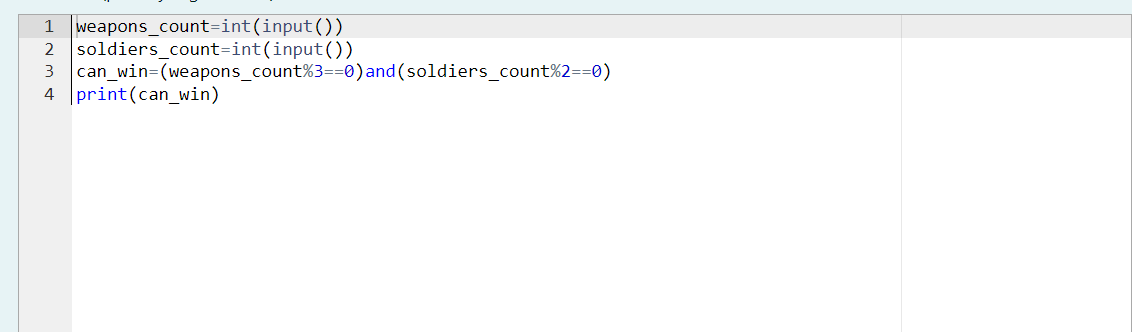 1 weapons_count=int(input())
2 soldiers_count=int(input())
3 can_win=(weapons_count%3==0)and(soldiers_count%2==0)
4 print(can_win)